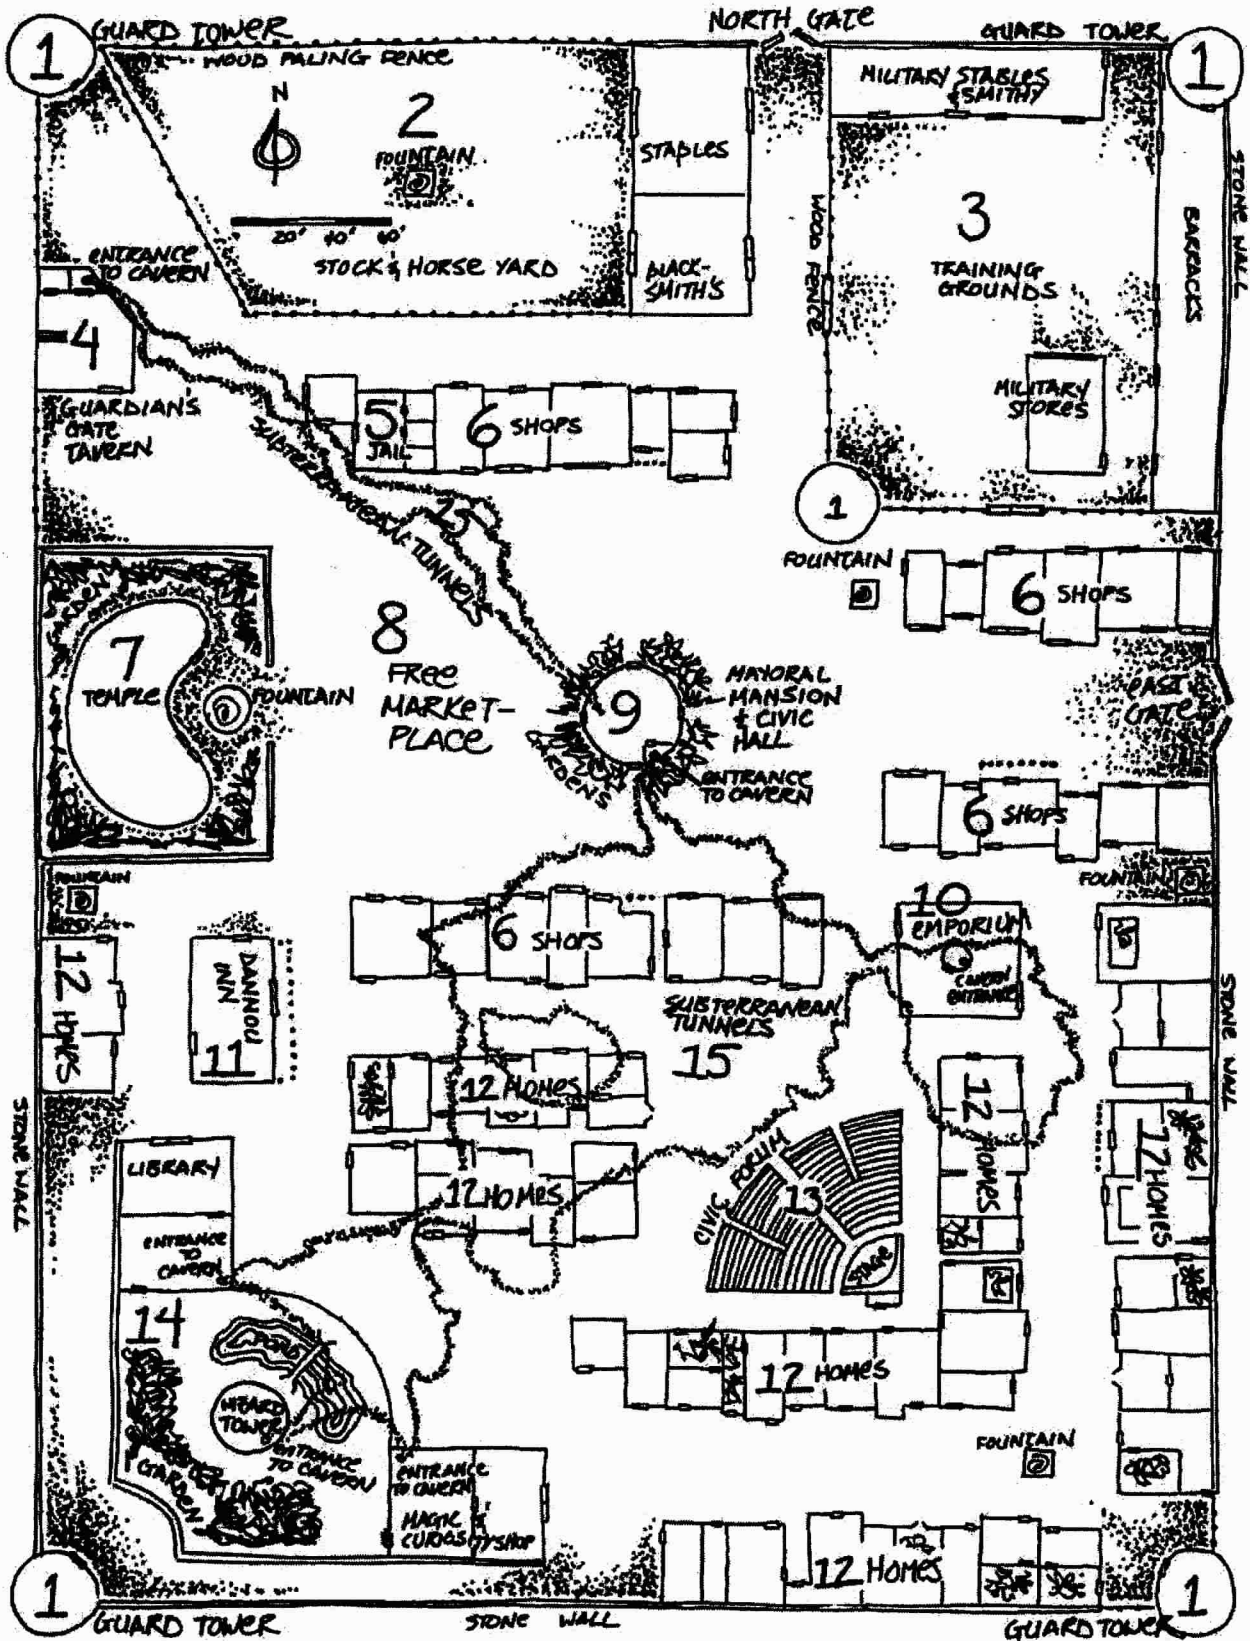 GUARD TOWER
1
NORTH GATE
GUARD TOWER
1
WOOD PALING FENCE
N
2
FOUNTAIN
20' 40' 60'
STOCK & HORSE YARD
STABLES
BLACK-
SMITH'S
MILITARY STABLES
& SMITHY
WOOD FENCE
3
TRAINING
GROUNDS
BARRACKS
STONE WALL
MILITARY
STORES
ENTRANCE
TO CAVERN
4
GUARDIAN'S
GATE
TAVERN
5
JAIL
6 SHOPS
SUBTERRANEAN TUNNELS
15
1
FOUNTAIN
6 SHOPS
GARDENS
7
TEMPLE
FOUNTAIN
8
FREE
MARKET-
PLACE
9
MAYORAL
MANSION
& CIVIC
HALL
GARDENS
ENTRANCE
TO CAVERN
EAST
GATE
6 SHOPS
FOUNTAIN
FOUNTAIN
12 HOMES
DANNOU
INN
11
6 SHOPS
10
EMPORIUM
CAVERN
ENTRANCE
SUBTERRANEAN
TUNNELS
15
12 HOMES
12 HOMES
12 HOMES
12 HOMES
STONE WALL
STONE WALL
LIBRARY
ENTRANCE
TO
CAVERN
CIVIC FORUM
13
STAGE
14
POND
WIZARD
TOWER
ENTRANCE
TO CAVERN
GARDEN
12 HOMES
FOUNTAIN
ENTRANCE
TO CAVERN
MAGIC &
CURIOSITY SHOP
12 HOMES
1
GUARD TOWER
STONE WALL
GUARD TOWER
1